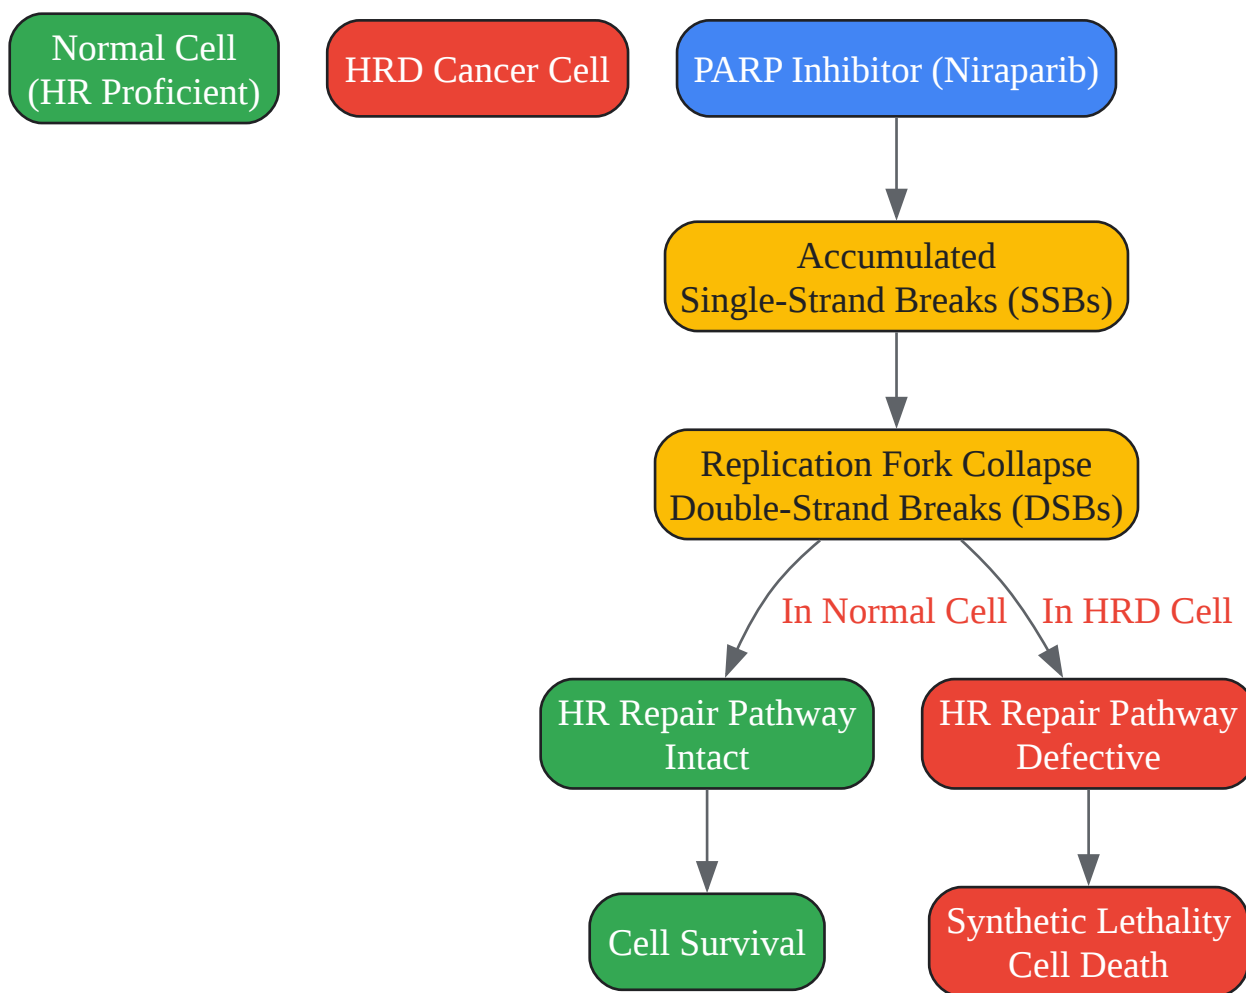 Normal Cell
(HR Proficient)
HRD Cancer Cell
PARP Inhibitor (Niraparib)
Accumulated
Single-Strand Breaks (SSBs)
Replication Fork Collapse
Double-Strand Breaks (DSBs)
In Normal Cell
In HRD Cell
HR Repair Pathway
Intact
HR Repair Pathway
Defective
Cell Survival
Synthetic Lethality
Cell Death